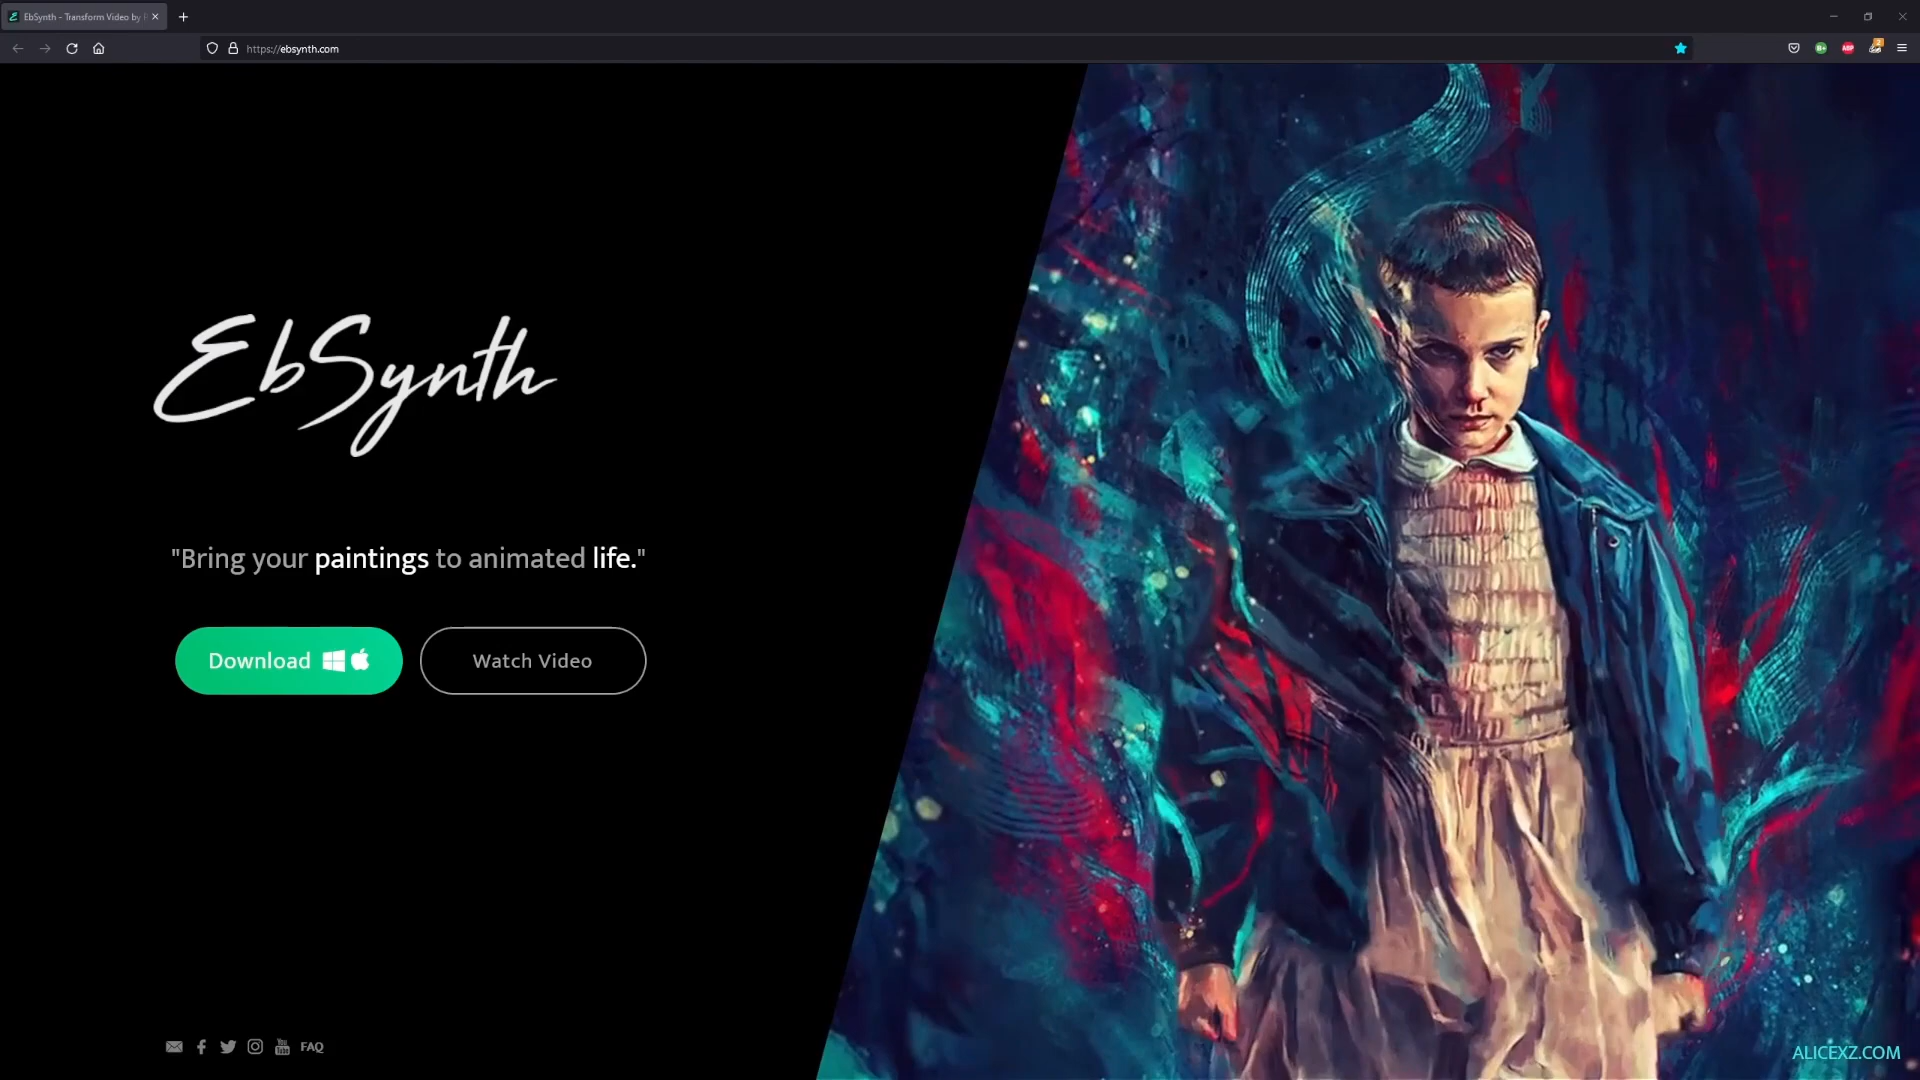 EbSynth - Transform Video by
https://ebsynth.com
EbSynth
"Bring your paintings to animated life."
Download
Watch Video
FAQ
ALICEXZ.COM